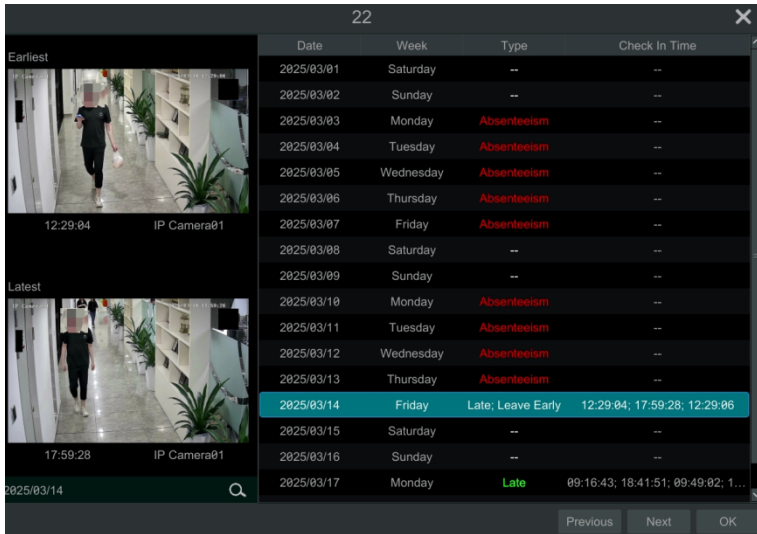 22
Earliest
12:29:04 IP Camera01
Latest
17:59:28 IP Camera01
2025/03/14
Date Week Type Check In Time
2025/03/01 Saturday -- --
2025/03/02 Sunday -- --
2025/03/03 Monday Absenteeism --
2025/03/04 Tuesday Absenteeism --
2025/03/05 Wednesday Absenteeism --
2025/03/06 Thursday Absenteeism --
2025/03/07 Friday Absenteeism --
2025/03/08 Saturday -- --
2025/03/09 Sunday -- --
2025/03/10 Monday Absenteeism --
2025/03/11 Tuesday Absenteeism --
2025/03/12 Wednesday Absenteeism --
2025/03/13 Thursday Absenteeism --
2025/03/14 Friday Late; Leave Early 12:29:04; 17:59:28; 12:29:06
2025/03/15 Saturday -- --
2025/03/16 Sunday -- --
2025/03/17 Monday Late 09:16:43; 18:41:51; 09:49:02; 1...
Previous Next OK